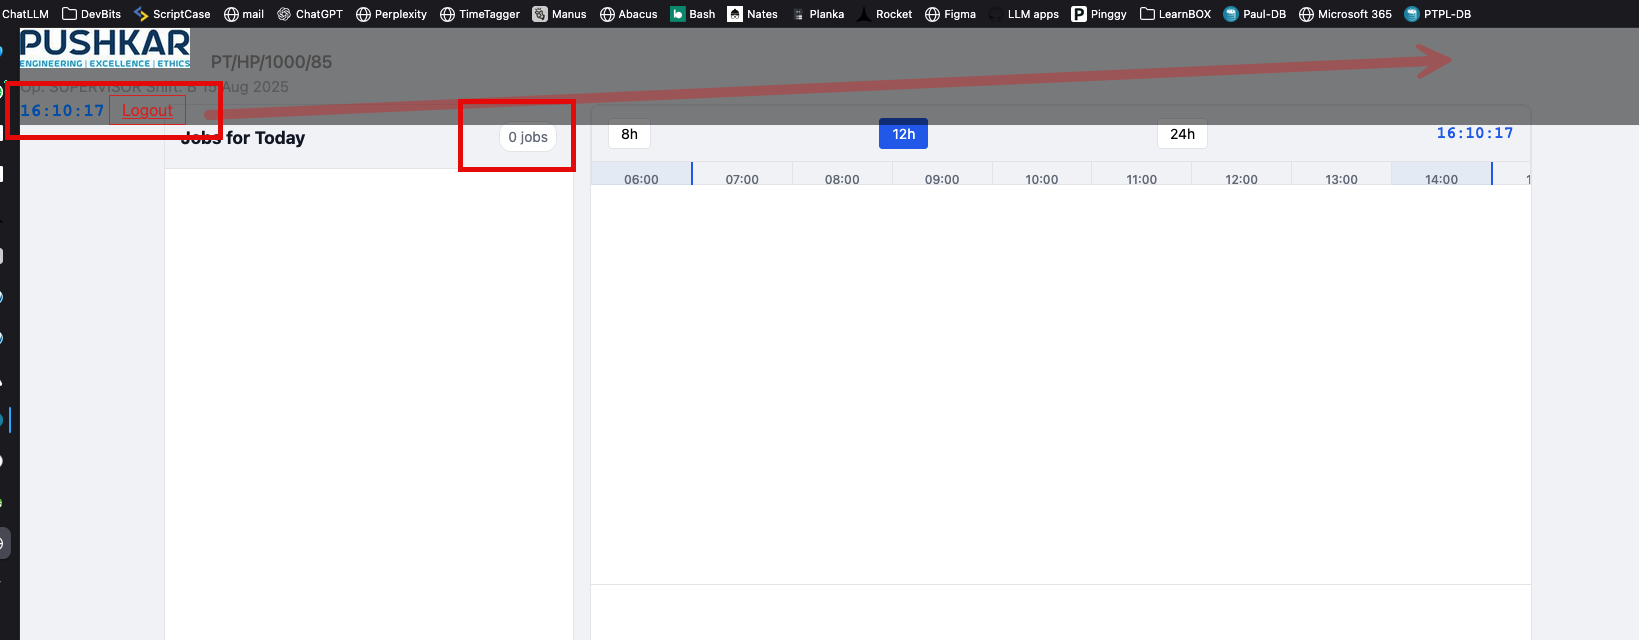 ChatLLM DevBits ScriptCase mail ChatGPT Perplexity TimeTagger Manus Abacus Bash Nates Planka Rocket Figma LLM apps Pinggy LearnBOX Paul-DB Microsoft 365 PTPL-DB
PUSHKAR
ENGINEERING | EXCELLENCE | ETHICS
PT/HP/1000/85
Op: SUPERVISOR Shift: B 15 Aug 2025
16:10:17 Logout
Jobs for Today
0 jobs
8h 12h 24h 16:10:17
06:00 07:00 08:00 09:00 10:00 11:00 12:00 13:00 14:00